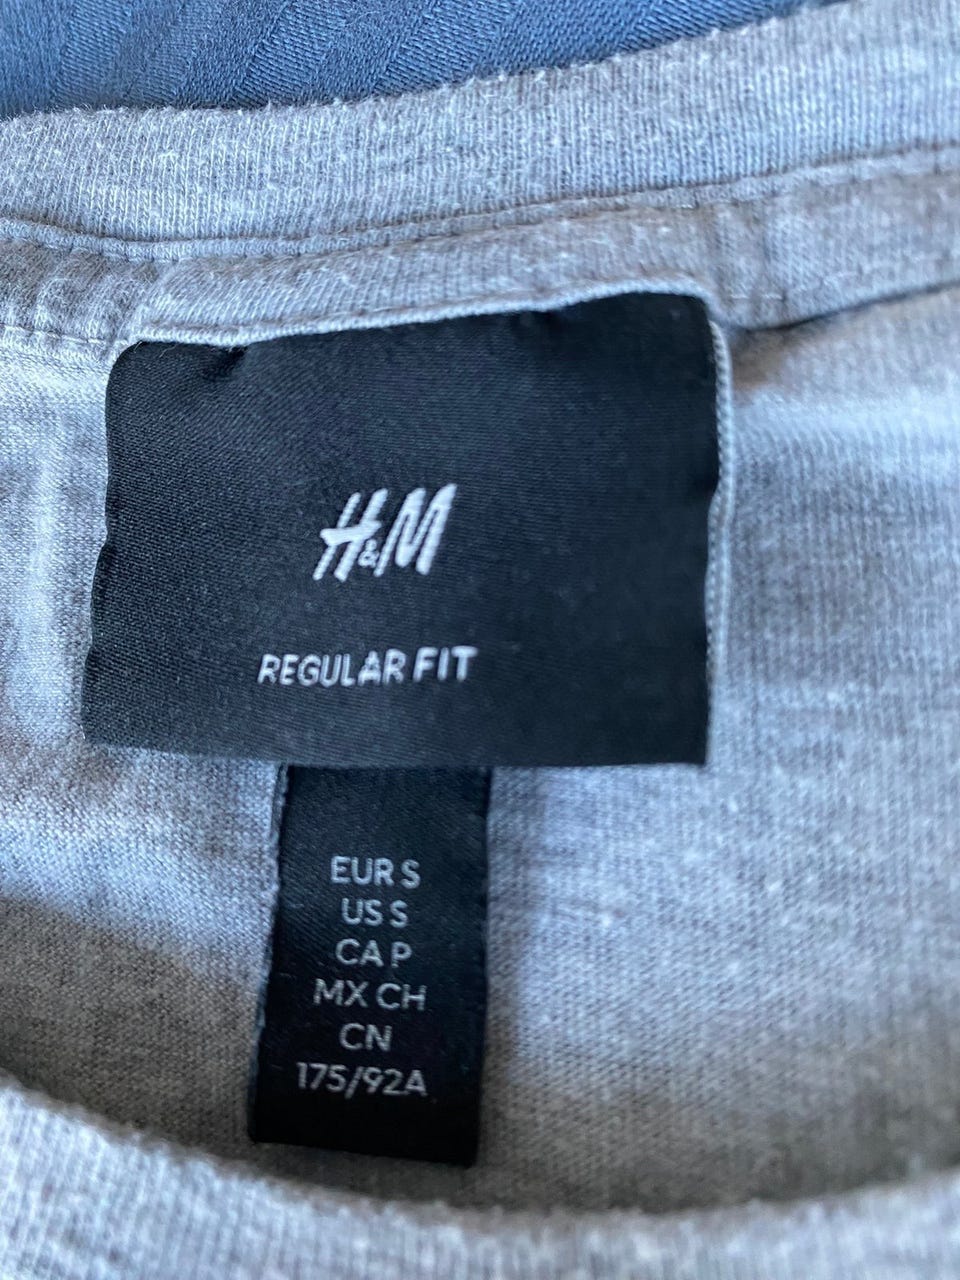 H&M
REGULAR FIT
EUR S
US S
CA P
MX CH
CN
175/92A